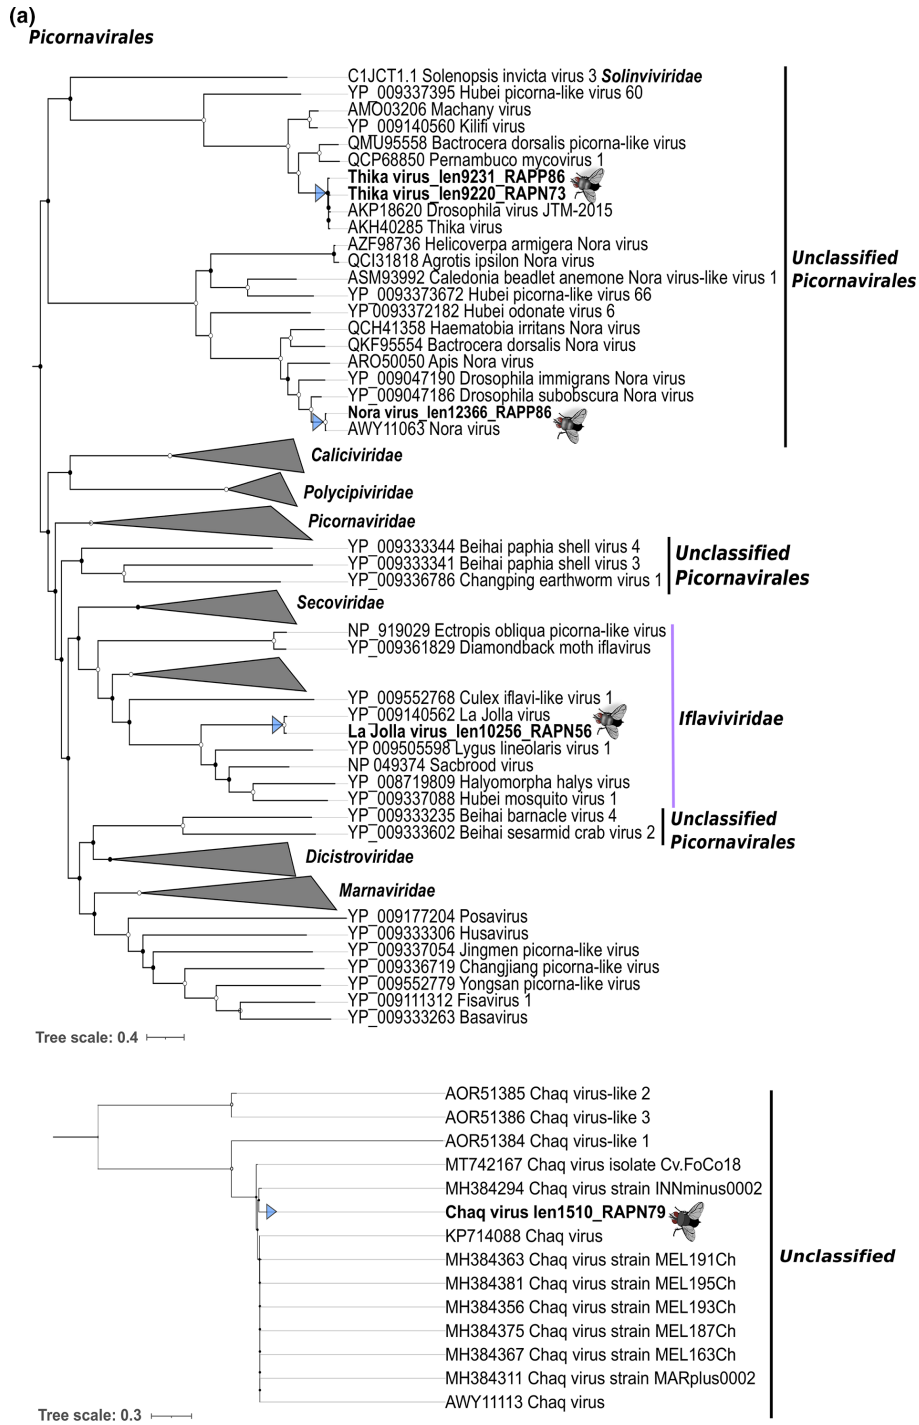 (a)
Picornavirales
C1JCT1.1 Solenopsis invicta virus 3 Solinviviridae
YP_009337395 Hubei picorna-like virus 60
AMO03206 Machany virus
YP_009140560 Kilifi virus
QMU95558 Bactrocera dorsalis picorna-like virus
QCP68850 Pernambuco mycovirus 1
Thika virus_len9231_RAPP86
Thika virus_len9220_RAPN73
AKP18620 Drosophila virus JTM-2015
AKH40285 Thika virus
AZF98736 Helicoverpa armigera Nora virus
QCI31818 Agrotis ipsilon Nora virus
ASM93992 Caledonia beadlet anemone Nora virus-like virus 1
YP_0093373672 Hubei picorna-like virus 66
YP_0093372182 Hubei odonate virus 6
QCH41358 Haematobia irritans Nora virus
QKF95554 Bactrocera dorsalis Nora virus
ARO50050 Apis Nora virus
YP_009047190 Drosophila immigrans Nora virus
YP_009047186 Drosophila subobscura Nora virus
Nora virus_len12366_RAPP86
AWY11063 Nora virus
Unclassified
Picornavirales
Caliciviridae
Polycipiviridae
Picornaviridae
YP_009333344 Beihai paphia shell virus 4
YP_009333341 Beihai paphia shell virus 3
YP_009336786 Changping earthworm virus 1
Unclassified
Picornavirales
Secoviridae
NP_919029 Ectropis obliqua picorna-like virus
YP_009361829 Diamondback moth iflavirus
YP_009552768 Culex iflavi-like virus 1
YP_009140562 La Jolla virus
La Jolla virus_len10256_RAPN56
YP 009505598 Lygus lineolaris virus 1
NP 049374 Sacbrood virus
YP_008719809 Halyomorpha halys virus
YP_009337088 Hubei mosquito virus 1
Iflaviviridae
YP_009333235 Beihai barnacle virus 4
YP_009333602 Beihai sesarmid crab virus 2
Unclassified
Picornavirales
Dicistroviridae
Marnaviridae
YP_009177204 Posavirus
YP_009333306 Husavirus
YP_009337054 Jingmen picorna-like virus
YP_009336719 Changjiang picorna-like virus
YP_009552779 Yongsan picorna-like virus
YP_009111312 Fisavirus 1
YP_009333263 Basavirus
Tree scale: 0.4
AOR51385 Chaq virus-like 2
AOR51386 Chaq virus-like 3
AOR51384 Chaq virus-like 1
MT742167 Chaq virus isolate Cv.FoCo18
MH384294 Chaq virus strain INNminus0002
Chaq virus len1510_RAPN79
KP714088 Chaq virus
MH384363 Chaq virus strain MEL191Ch
MH384381 Chaq virus strain MEL195Ch
MH384356 Chaq virus strain MEL193Ch
MH384375 Chaq virus strain MEL187Ch
MH384367 Chaq virus strain MEL163Ch
MH384311 Chaq virus strain MARplus0002
AWY11113 Chaq virus
Unclassified
Tree scale: 0.3